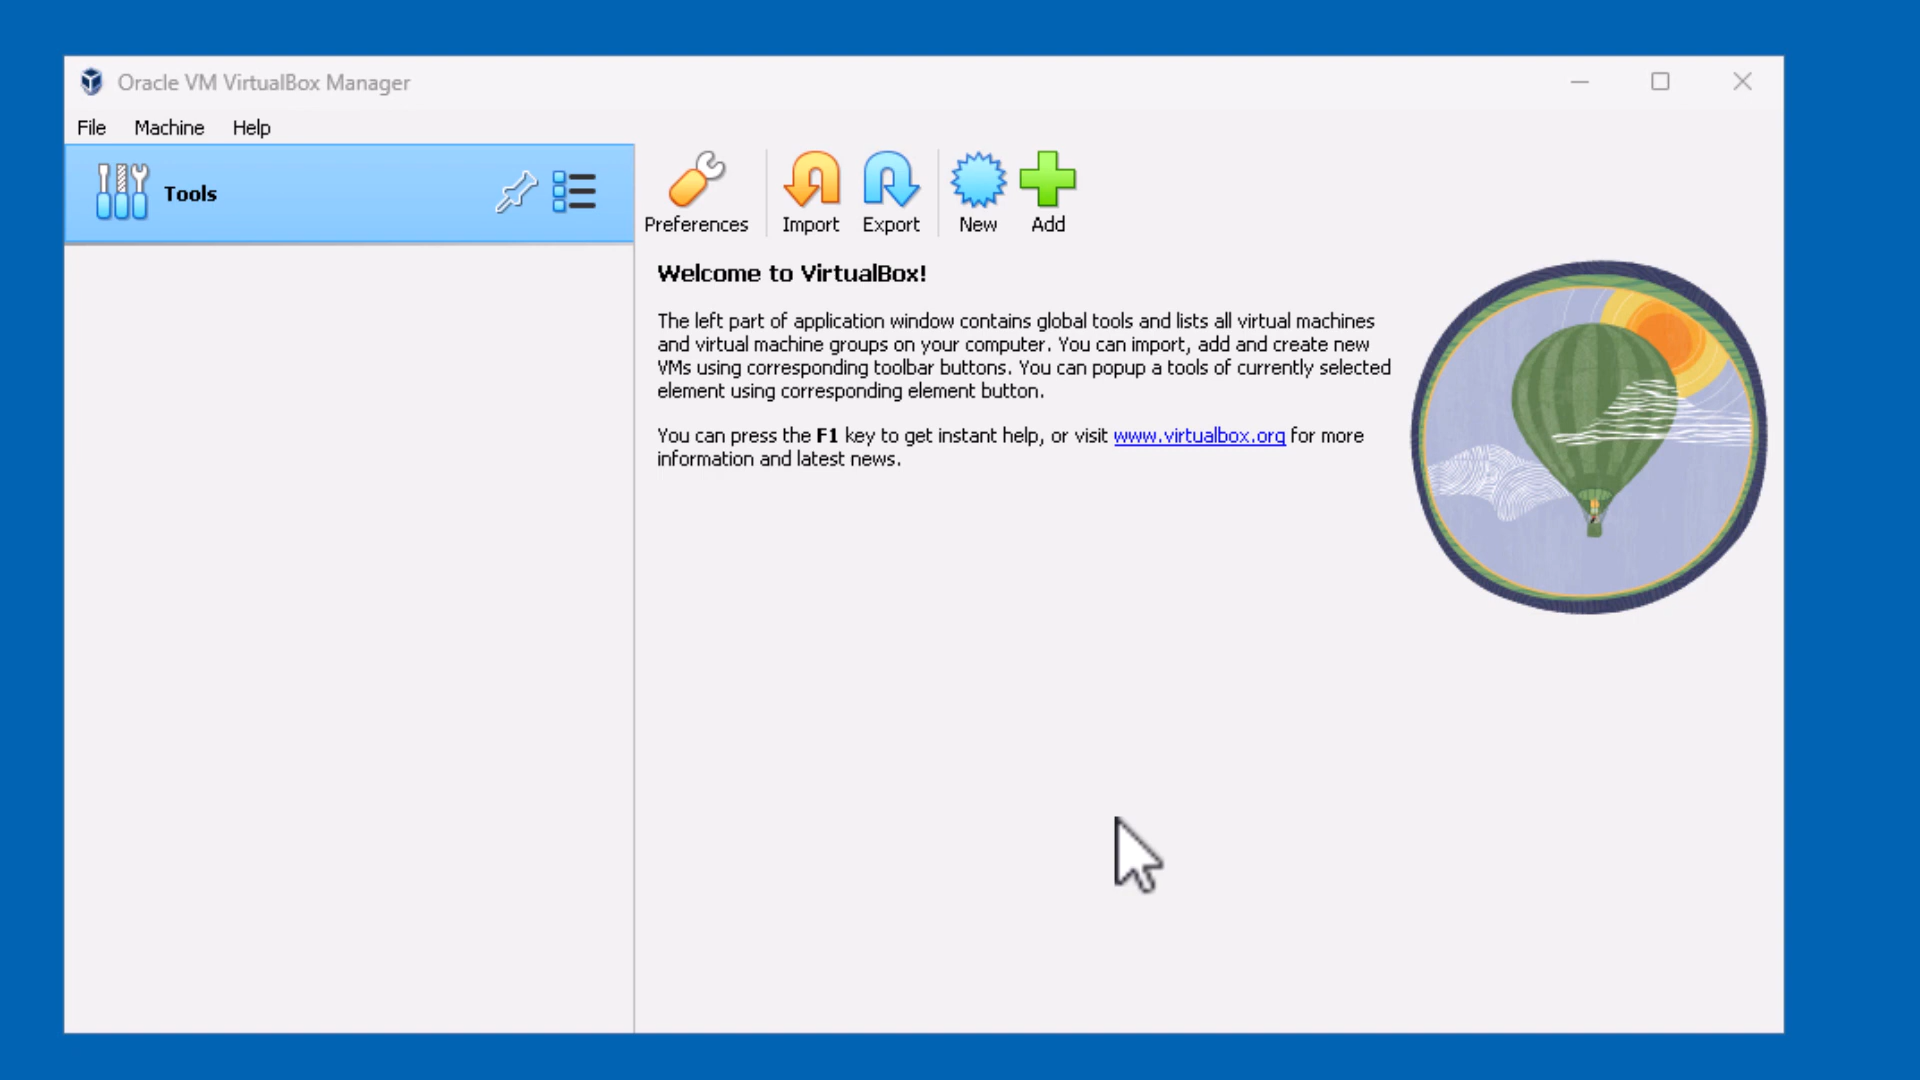 Oracle VM VirtualBox Manager
File Machine Help
Tools
Preferences Import Export New Add
Welcome to VirtualBox!
The left part of application window contains global tools and lists all virtual machines
and virtual machine groups on your computer. You can import, add and create new
VMs using corresponding toolbar buttons. You can popup a tools of currently selected
element using corresponding element button.
You can press the F1 key to get instant help, or visit www.virtualbox.org for more
information and latest news.